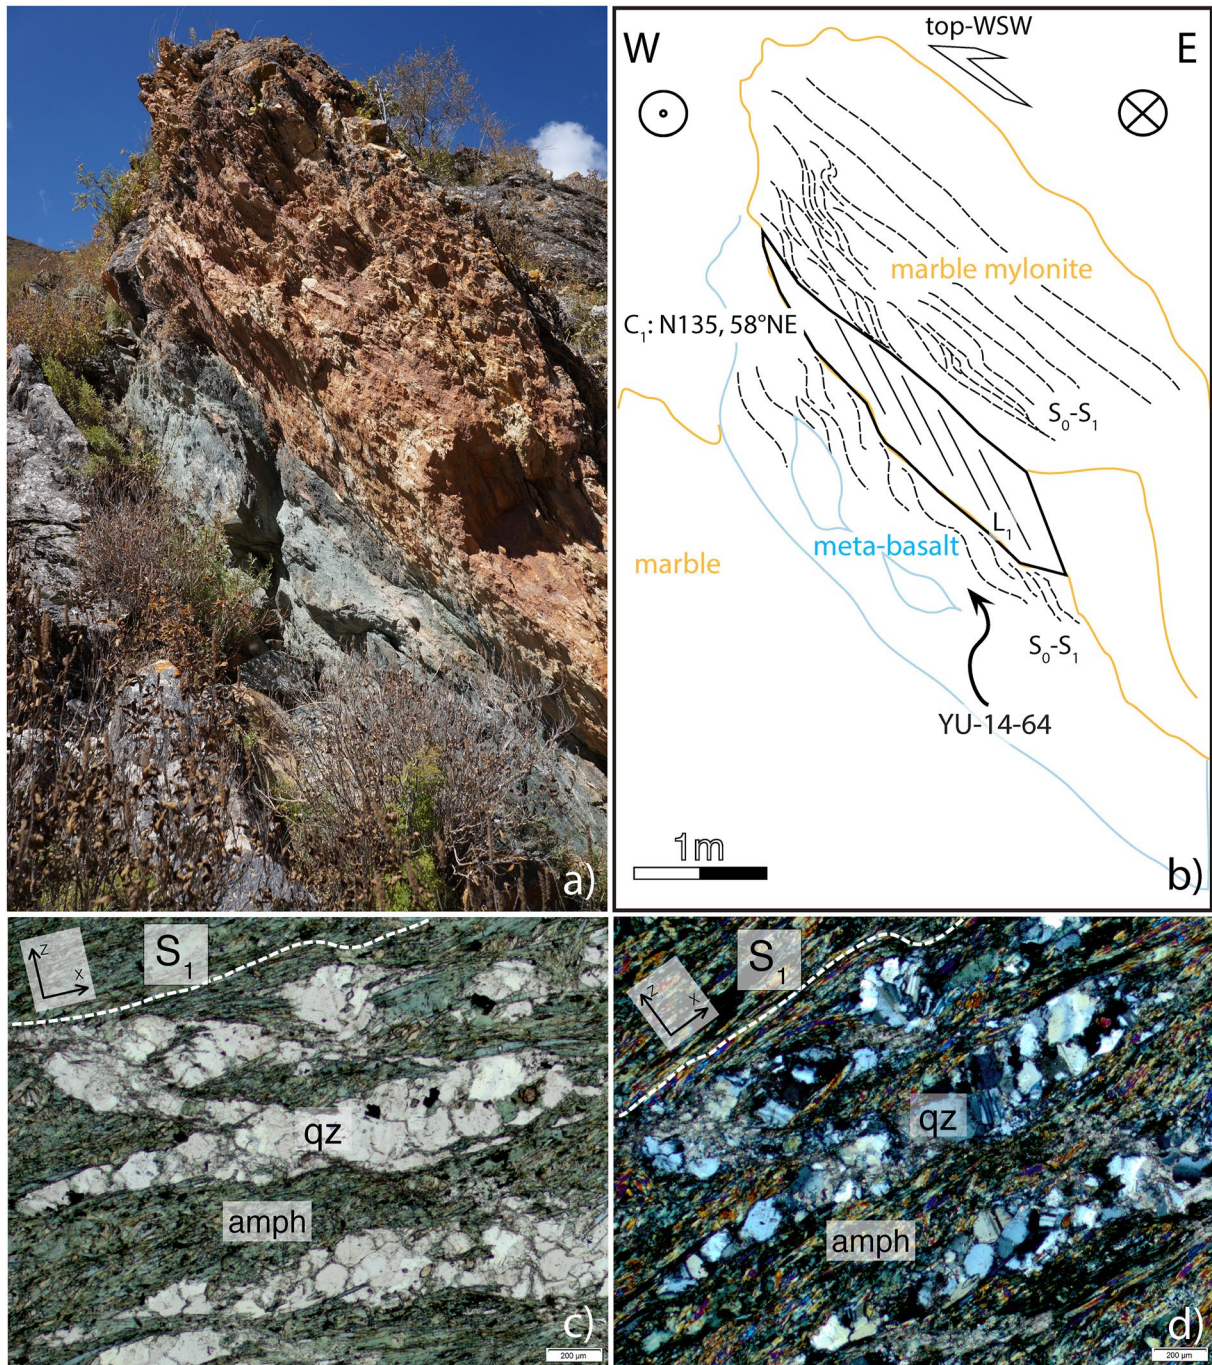 a)
top-WSW
W
E
marble mylonite
C₁: N135, 58°NE
S₀-S₁
L₁
meta-basalt
marble
S₀-S₁
YU-14-64
1m
b)
z
x
S₁
qz
amph
c)
200 µm
z
x
S₁
qz
amph
d)
200 µm